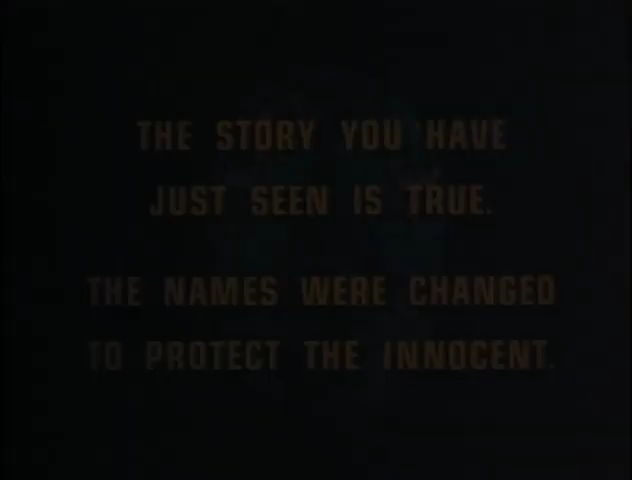 THE STORY YOU HAVE
JUST SEEN IS TRUE.
THE NAMES WERE CHANGED
TO PROTECT THE INNOCENT.